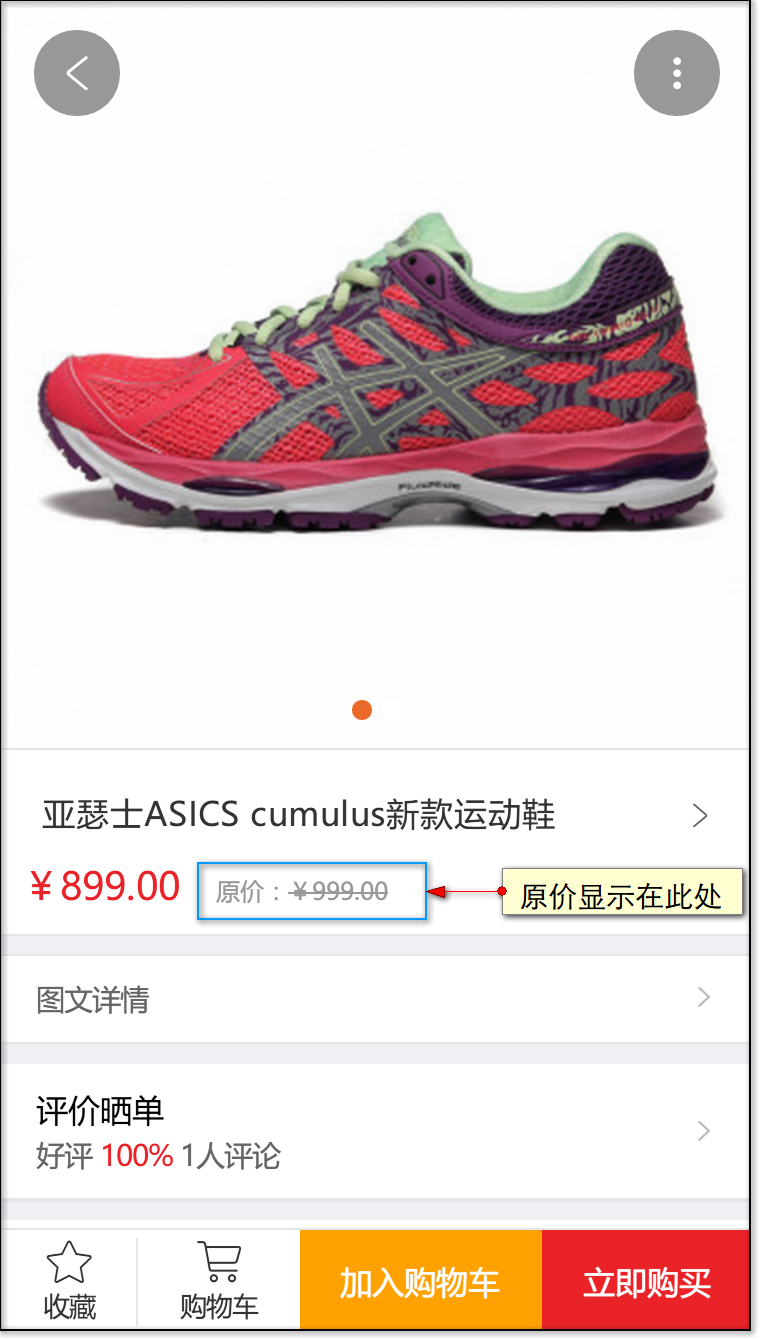 亚瑟士ASICS cumulus新款运动鞋
¥ 899.00 原价：¥999.00 原价显示在此处
图文详情
评价晒单
好评 100% 1人评论
收藏 购物车 加入购物车 立即购买